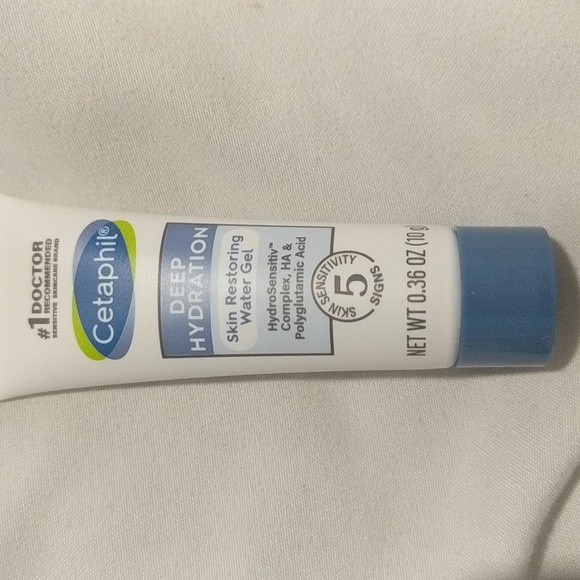 #1 DOCTOR
RECOMMENDED
SENSITIVE SKINCARE BRAND
Cetaphil®
DEEP
HYDRATION
Skin Restoring
Water Gel
HydroSensitiv™
Complex, HA &
Polyglutamic Acid
SKIN SENSITIVITY
5
SIGNS
NET WT 0.36 OZ (10 g